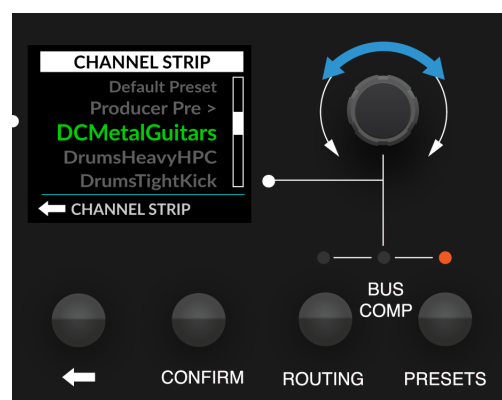 CHANNEL STRIP
Default Preset
Producer Pre >
DCMetalGuitars
DrumsHeavyHPC
DrumsTightKick
CHANNEL STRIP
BUS
COMP
CONFIRM
ROUTING
PRESETS